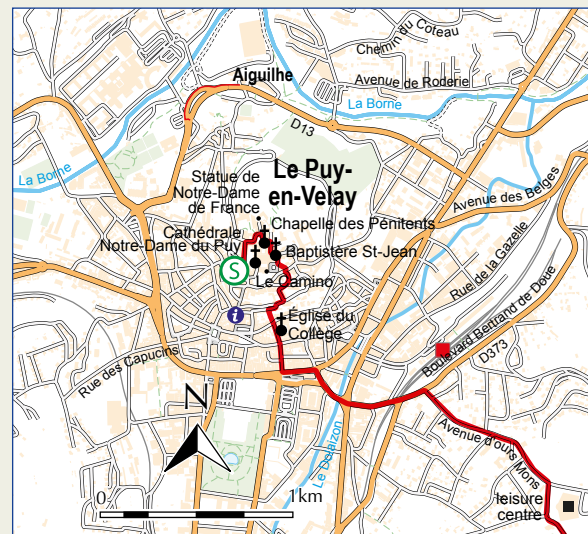 Chemin du Coteau
Aiguilhe
Avenue de Roderie
La Borne
D13
La Borne
Statue de
Notre-Dame
de France
Le Puy-
en-Velay
Avenue des Belges
Chapelle des Pénitents
Cathédrale
Notre-Dame du Puy
Baptistère St-Jean
S
Le Camino
Rue de la Gazelle
i
Église du
Collège
Boulevard Bertrand de Doue
D373
Rue des Capucins
N
Le Dolaizon
Avenue d'ours Mons
0
1km
leisure
centre